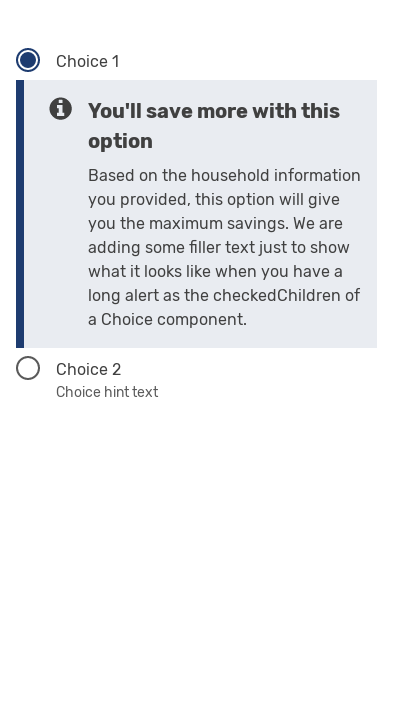 Choice 1
You'll save more with this
option
Based on the household information
you provided, this option will give
you the maximum savings. We are
adding some filler text just to show
what it looks like when you have a
long alert as the checkedChildren of
a Choice component.
Choice 2
Choice hint text